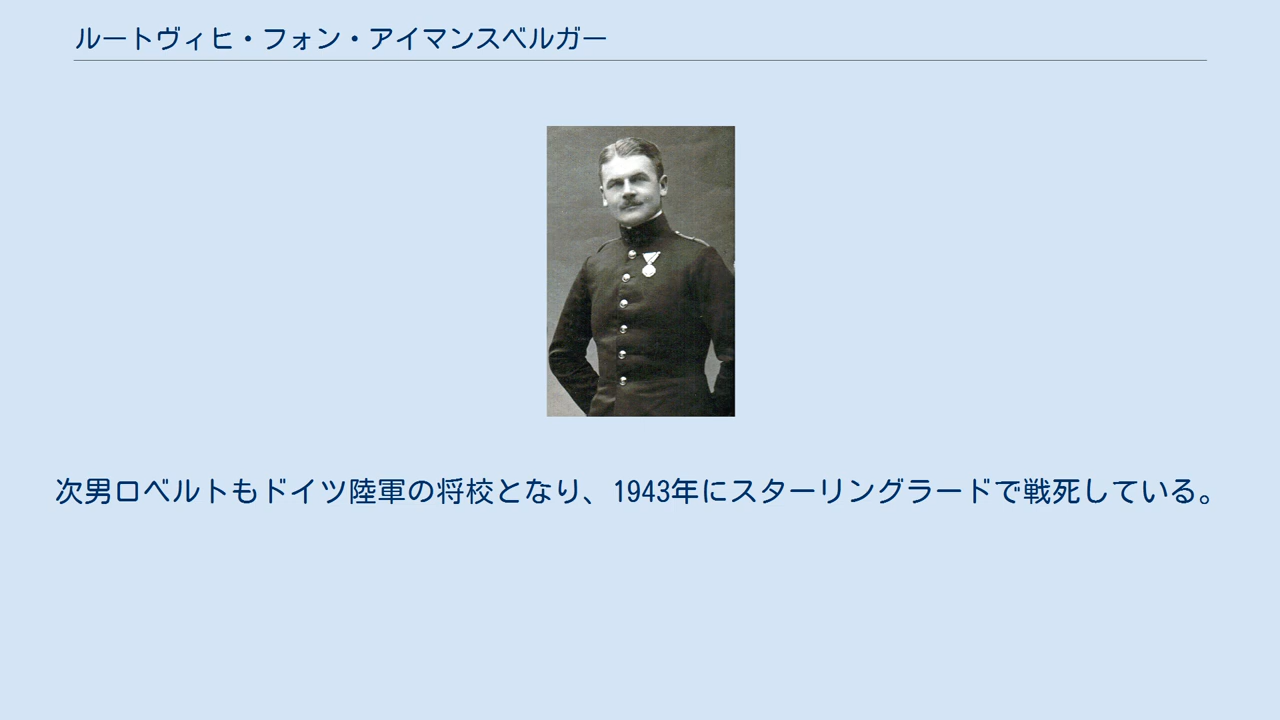 ルートヴィヒ・フォン・アイマンスベルガー
次男ロベルトもドイツ陸軍の将校となり、1943年にスターリングラードで戦死している。